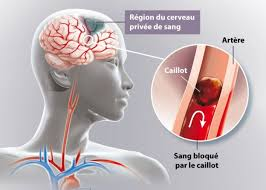 Région du cerveau
privée de sang
Artère
Caillot
Sang bloqué
par le caillot